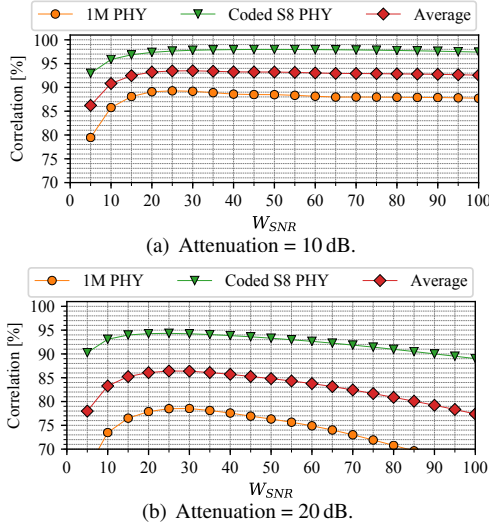 1M PHY Coded S8 PHY Average
100
95
90
85
80
75
70
Correlation [%]
0 10 20 30 40 50 60 70 80 90 100
W_SNR
(a) Attenuation = 10 dB.
1M PHY Coded S8 PHY Average
100
95
90
85
80
75
70
Correlation [%]
0 10 20 30 40 50 60 70 80 90 100
W_SNR
(b) Attenuation = 20 dB.